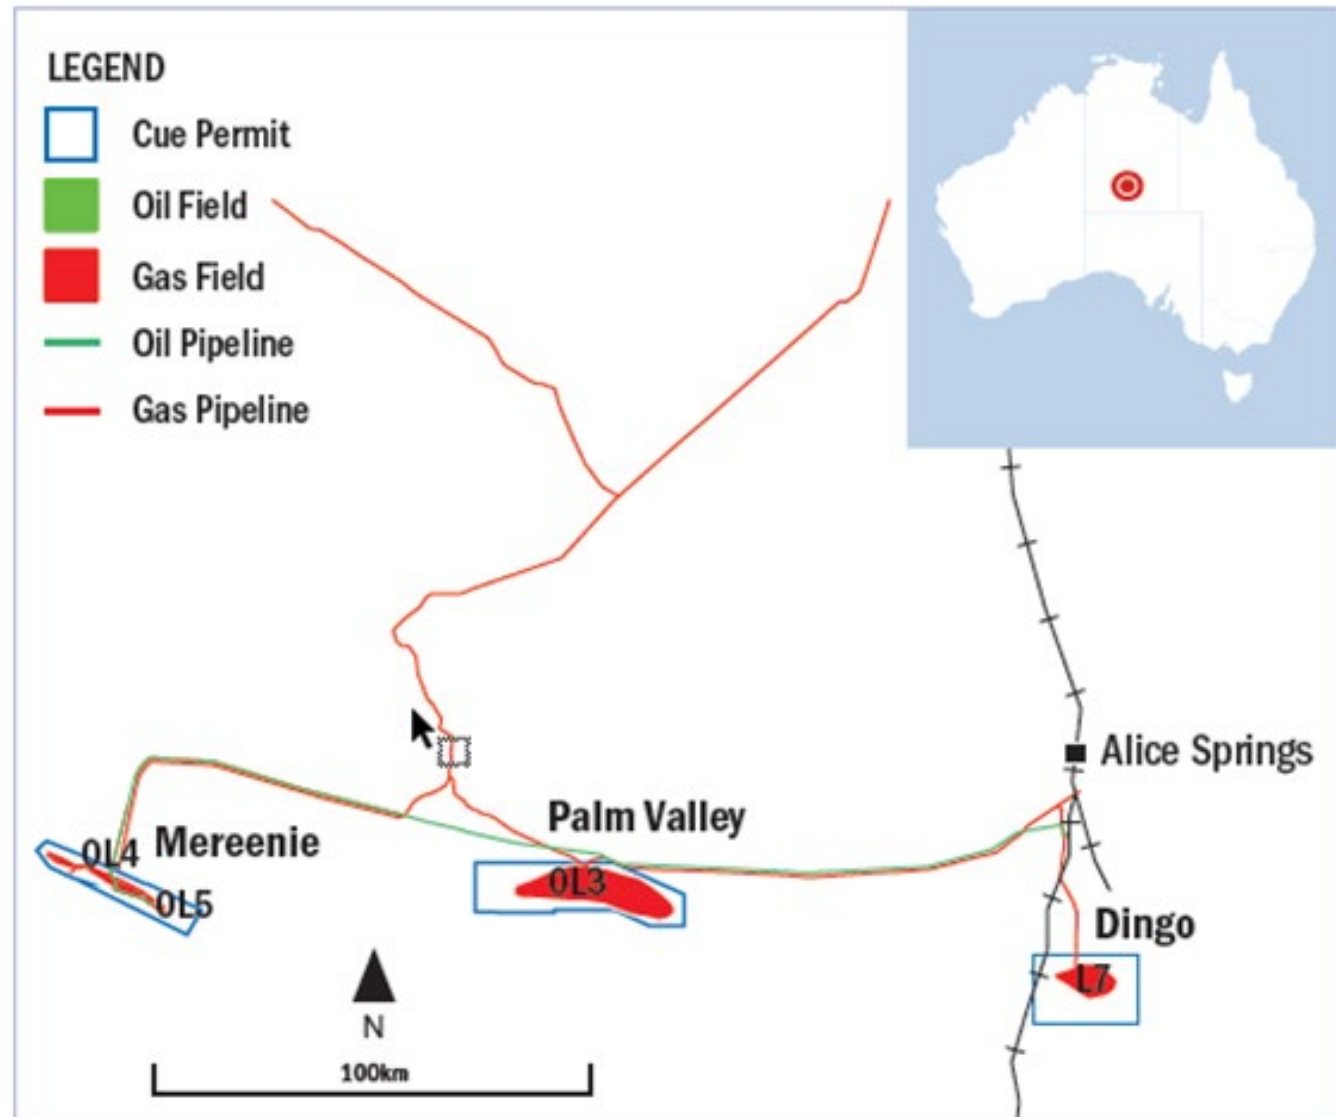 LEGEND
Cue Permit
Oil Field
Gas Field
Oil Pipeline
Gas Pipeline
Alice Springs
Palm Valley
Mereenie
OL4
OL3
OL5
Dingo
L7
N
100km